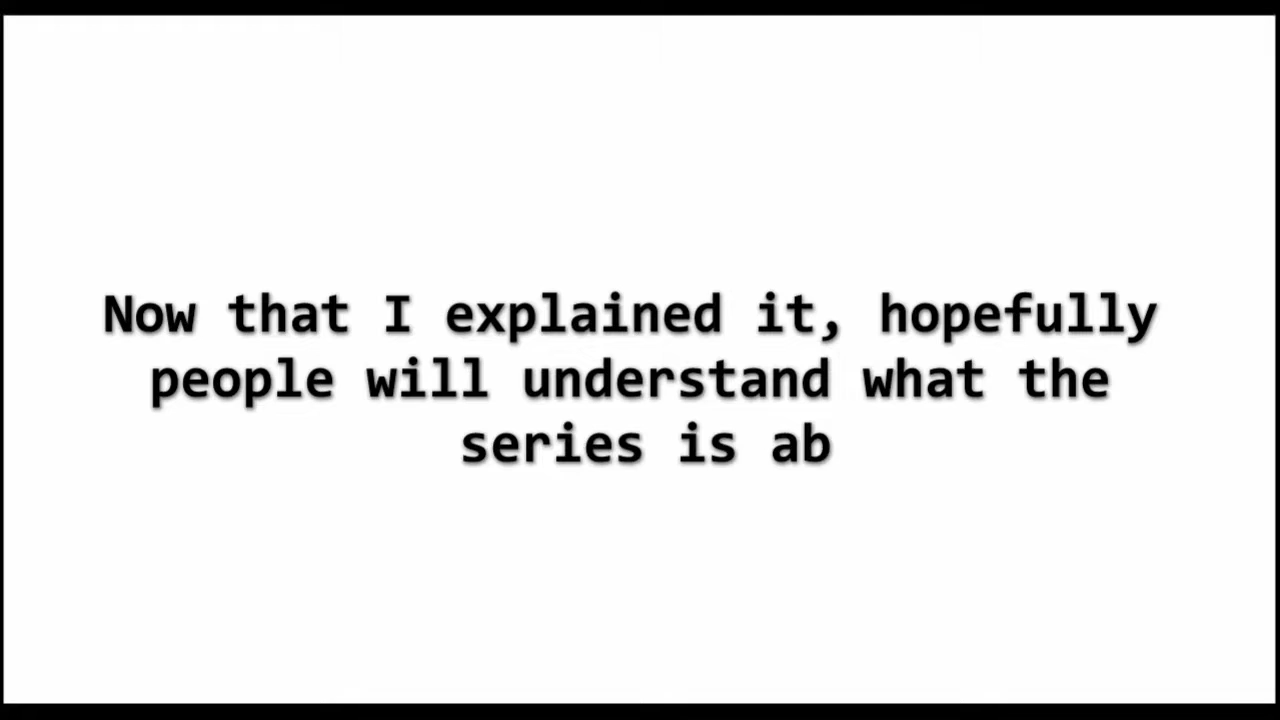 Now that I explained it, hopefully
people will understand what the
series is ab